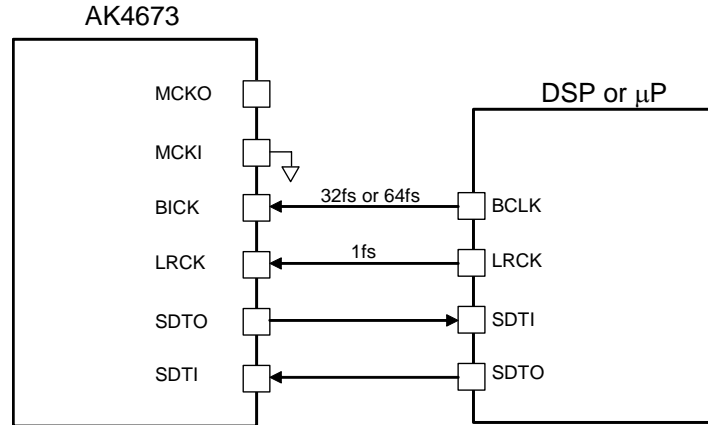 AK4673
DSP or μP
MCKO
MCKI
BICK
32fs or 64fs
BCLK
LRCK
1fs
LRCK
SDTO
SDTI
SDTI
SDTO